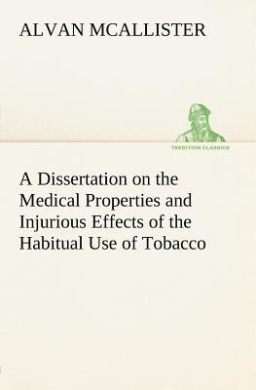 ALVAN MCALLISTER
TREDITION CLASSICS
A Dissertation on the
Medical Properties and
Injurious Effects of the
Habitual Use of Tobacco